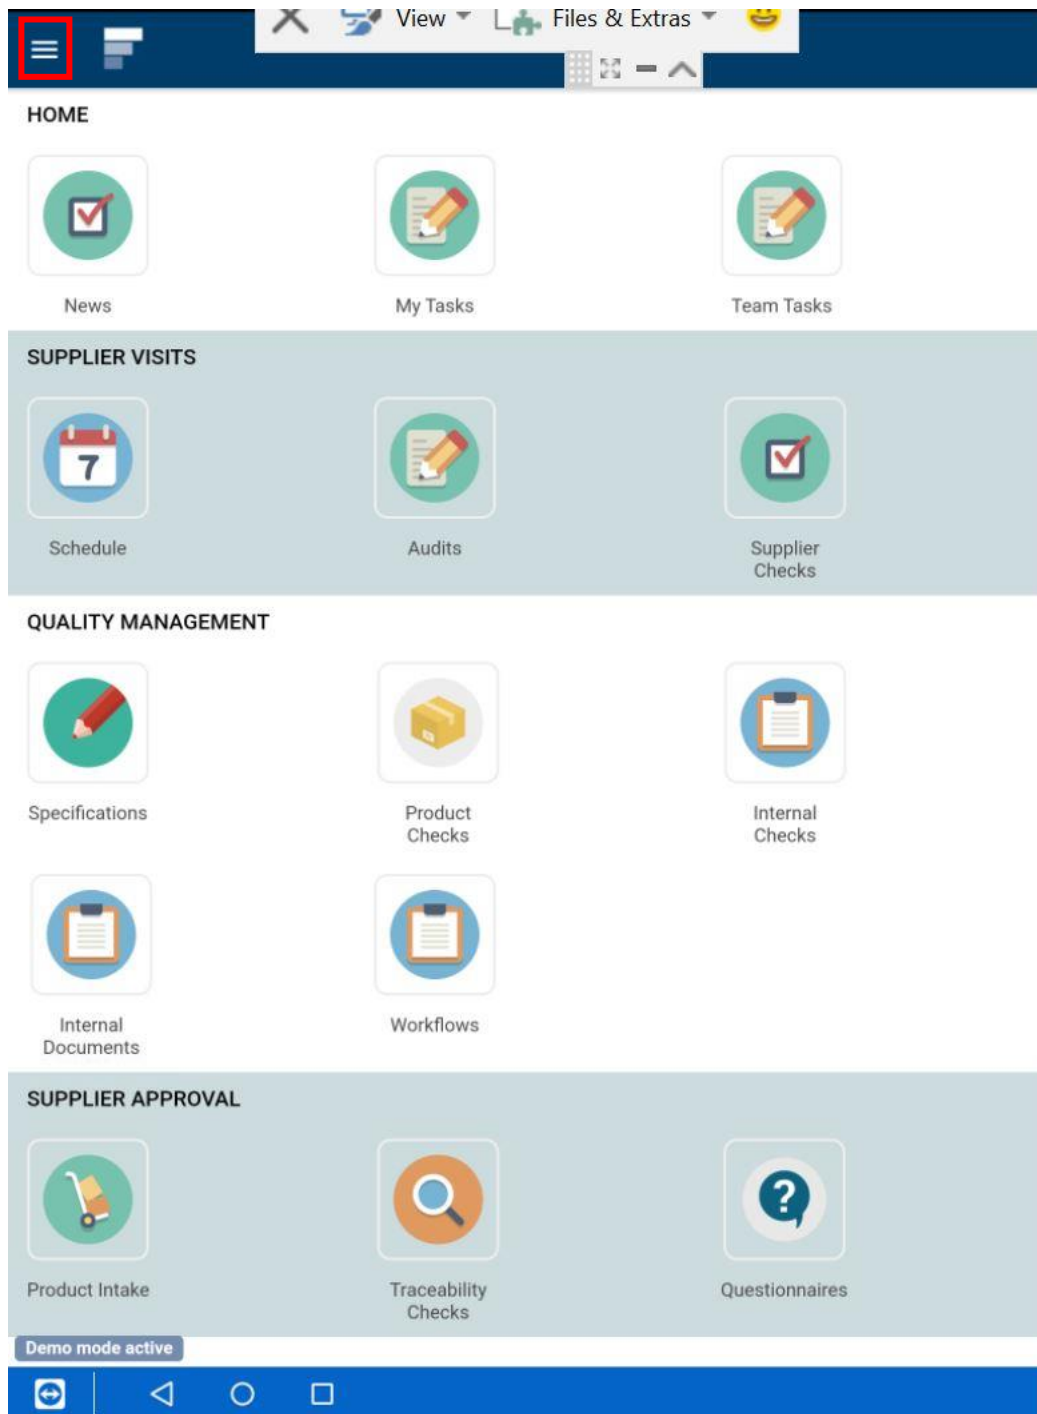 View Files & Extras
HOME
News My Tasks Team Tasks
SUPPLIER VISITS
7
Schedule Audits Supplier
Checks
QUALITY MANAGEMENT
Specifications Product Internal
Checks Checks
Internal Workflows
Documents
SUPPLIER APPROVAL
?
Product Intake Traceability Questionnaires
Checks
Demo mode active